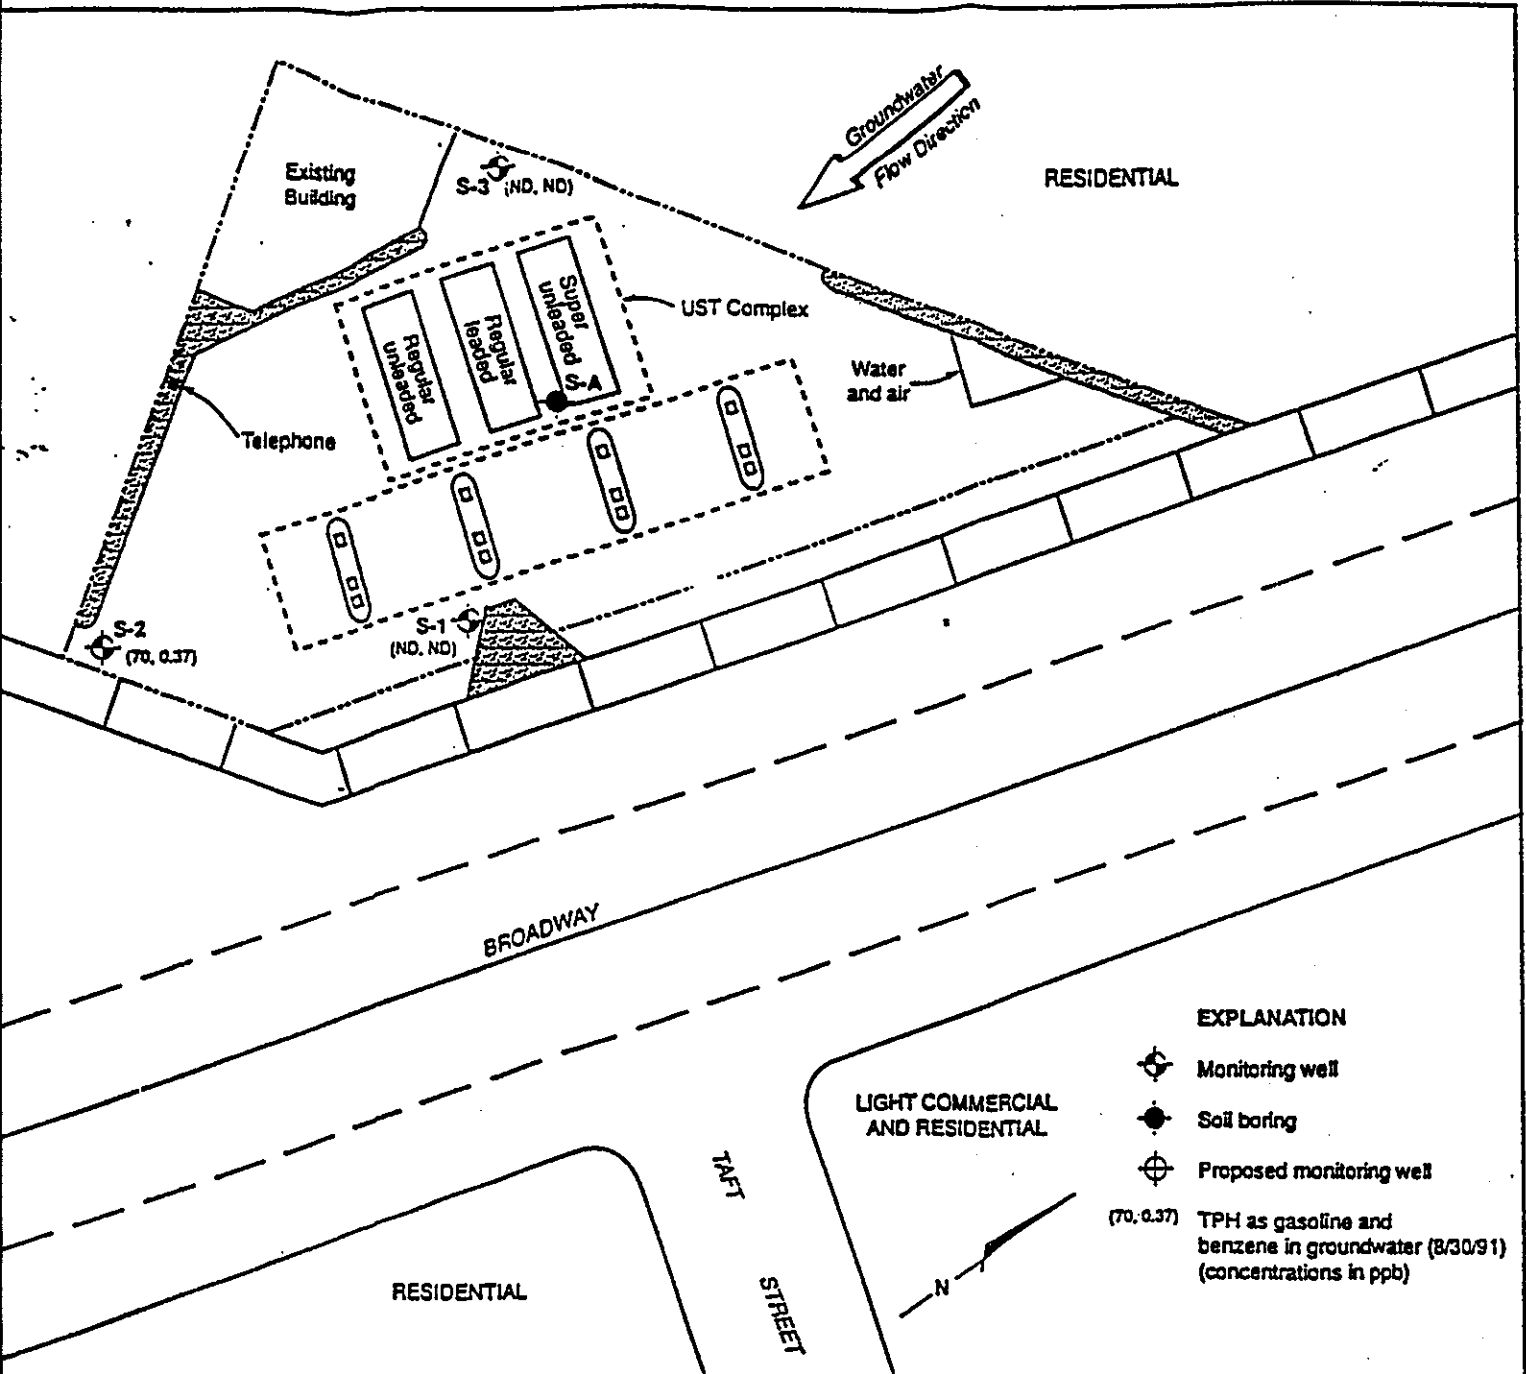 Groundwater
Flow Direction
RESIDENTIAL
Existing
Building
S-3 (ND, ND)
Super
unleaded
Regular
leaded
Regular
unleaded
UST Complex
S-A
Water
and air
Telephone
S-2
(70, 0.37)
S-1
(ND, ND)
BROADWAY
EXPLANATION
Monitoring well
Soil boring
Proposed monitoring well
(70, 0.37) TPH as gasoline and
benzene in groundwater (8/30/91)
(concentrations in ppb)
LIGHT COMMERCIAL
AND RESIDENTIAL
TAFT
STREET
N
RESIDENTIAL